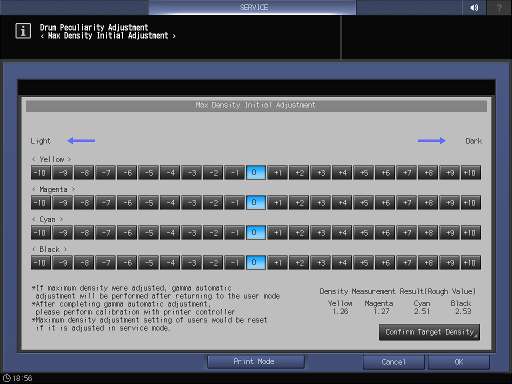 SERVICE
?
i
Drum Peculiarity Adjustment
< Max Density Initial Adjustment >
Max Density Initial Adjustment
Light
Dark
< Yellow >
-10 -9 -8 -7 -6 -5 -4 -3 -2 -1 0 +1 +2 +3 +4 +5 +6 +7 +8 +9 +10
< Magenta >
-10 -9 -8 -7 -6 -5 -4 -3 -2 -1 0 +1 +2 +3 +4 +5 +6 +7 +8 +9 +10
< Cyan >
-10 -9 -8 -7 -6 -5 -4 -3 -2 -1 0 +1 +2 +3 +4 +5 +6 +7 +8 +9 +10
< Black >
-10 -9 -8 -7 -6 -5 -4 -3 -2 -1 0 +1 +2 +3 +4 +5 +6 +7 +8 +9 +10
*If maximum density were adjusted, gamma automatic
adjustment will be performed after returning to the user mode
*After completing gamma automatic adjustment,
please perform calibration with printer controller
*Maximum density adjustment setting of users would be reset
if it is adjusted in service mode.
Density Measurement Result(Rough Value)
Yellow Magenta Cyan Black
1.26 1.27 2.51 2.53
Confirm Target Density
Print Mode
Cancel
OK
18:56